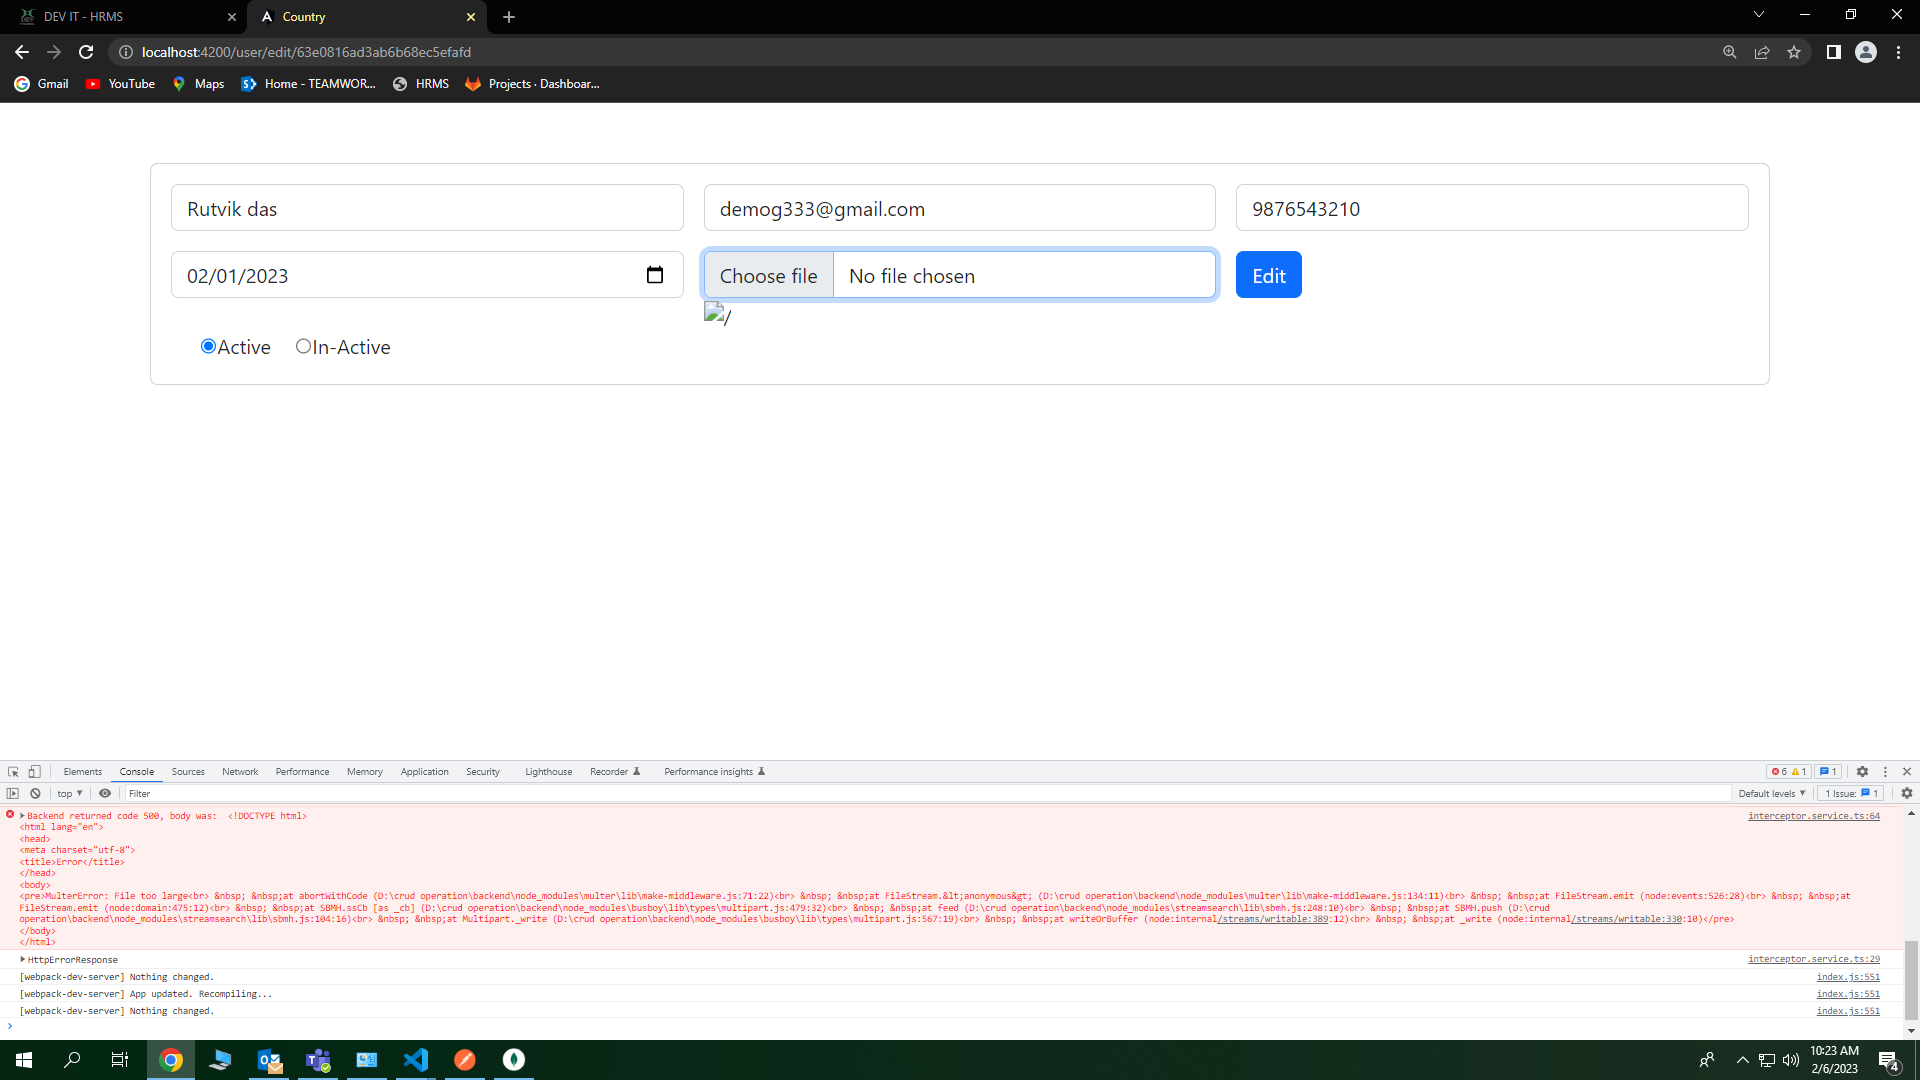 DEV IT - HRMS
Country
localhost:4200/user/edit/63e0816ad3ab6b68ec5efafd
Gmail YouTube Maps Home - TEAMWOR... HRMS Projects · Dashboar...
Rutvik das demog333@gmail.com 9876543210
02/01/2023 Choose file No file chosen Edit
/
Active In-Active
Elements Console Sources Network Performance Memory Application Security Lighthouse Recorder Performance insights 6 1 1
top Filter Default levels 1 Issue: 1
Backend returned code 500, body was:  <!DOCTYPE html> interceptor.service.ts:64
<html lang="en">
<head>
<meta charset="utf-8">
<title>Error</title>
</head>
<body>
<pre>MulterError: File too large<br> &nbsp; &nbsp;at abortWithCode (D:\crud operation\backend\node_modules\multer\lib\make-middleware.js:71:22)<br> &nbsp; &nbsp;at FileStream.&lt;anonymous&gt; (D:\crud operation\backend\node_modules\multer\lib\make-middleware.js:134:11)<br> &nbsp; &nbsp;at FileStream.emit (node:events:526:28)<br> &nbsp; &nbsp;at
FileStream.emit (node:domain:475:12)<br> &nbsp; &nbsp;at SBMH.ssCb [as _cb] (D:\crud operation\backend\node_modules\busboy\lib\types\multipart.js:479:32)<br> &nbsp; &nbsp;at feed (D:\crud operation\backend\node_modules\streamsearch\lib\sbmh.js:248:10)<br> &nbsp; &nbsp;at SBMH.push (D:\crud
operation\backend\node_modules\streamsearch\lib\sbmh.js:104:16)<br> &nbsp; &nbsp;at Multipart._write (D:\crud operation\backend\node_modules\busboy\lib\types\multipart.js:567:19)<br> &nbsp; &nbsp;at writeOrBuffer (node:internal/streams/writable:389:12)<br> &nbsp; &nbsp;at _write (node:internal/streams/writable:330:10)</pre>
</body>
</html>
HttpErrorResponse interceptor.service.ts:29
[webpack-dev-server] Nothing changed. index.js:551
[webpack-dev-server] App updated. Recompiling... index.js:551
[webpack-dev-server] Nothing changed. index.js:551
10:23 AM
2/6/2023
4